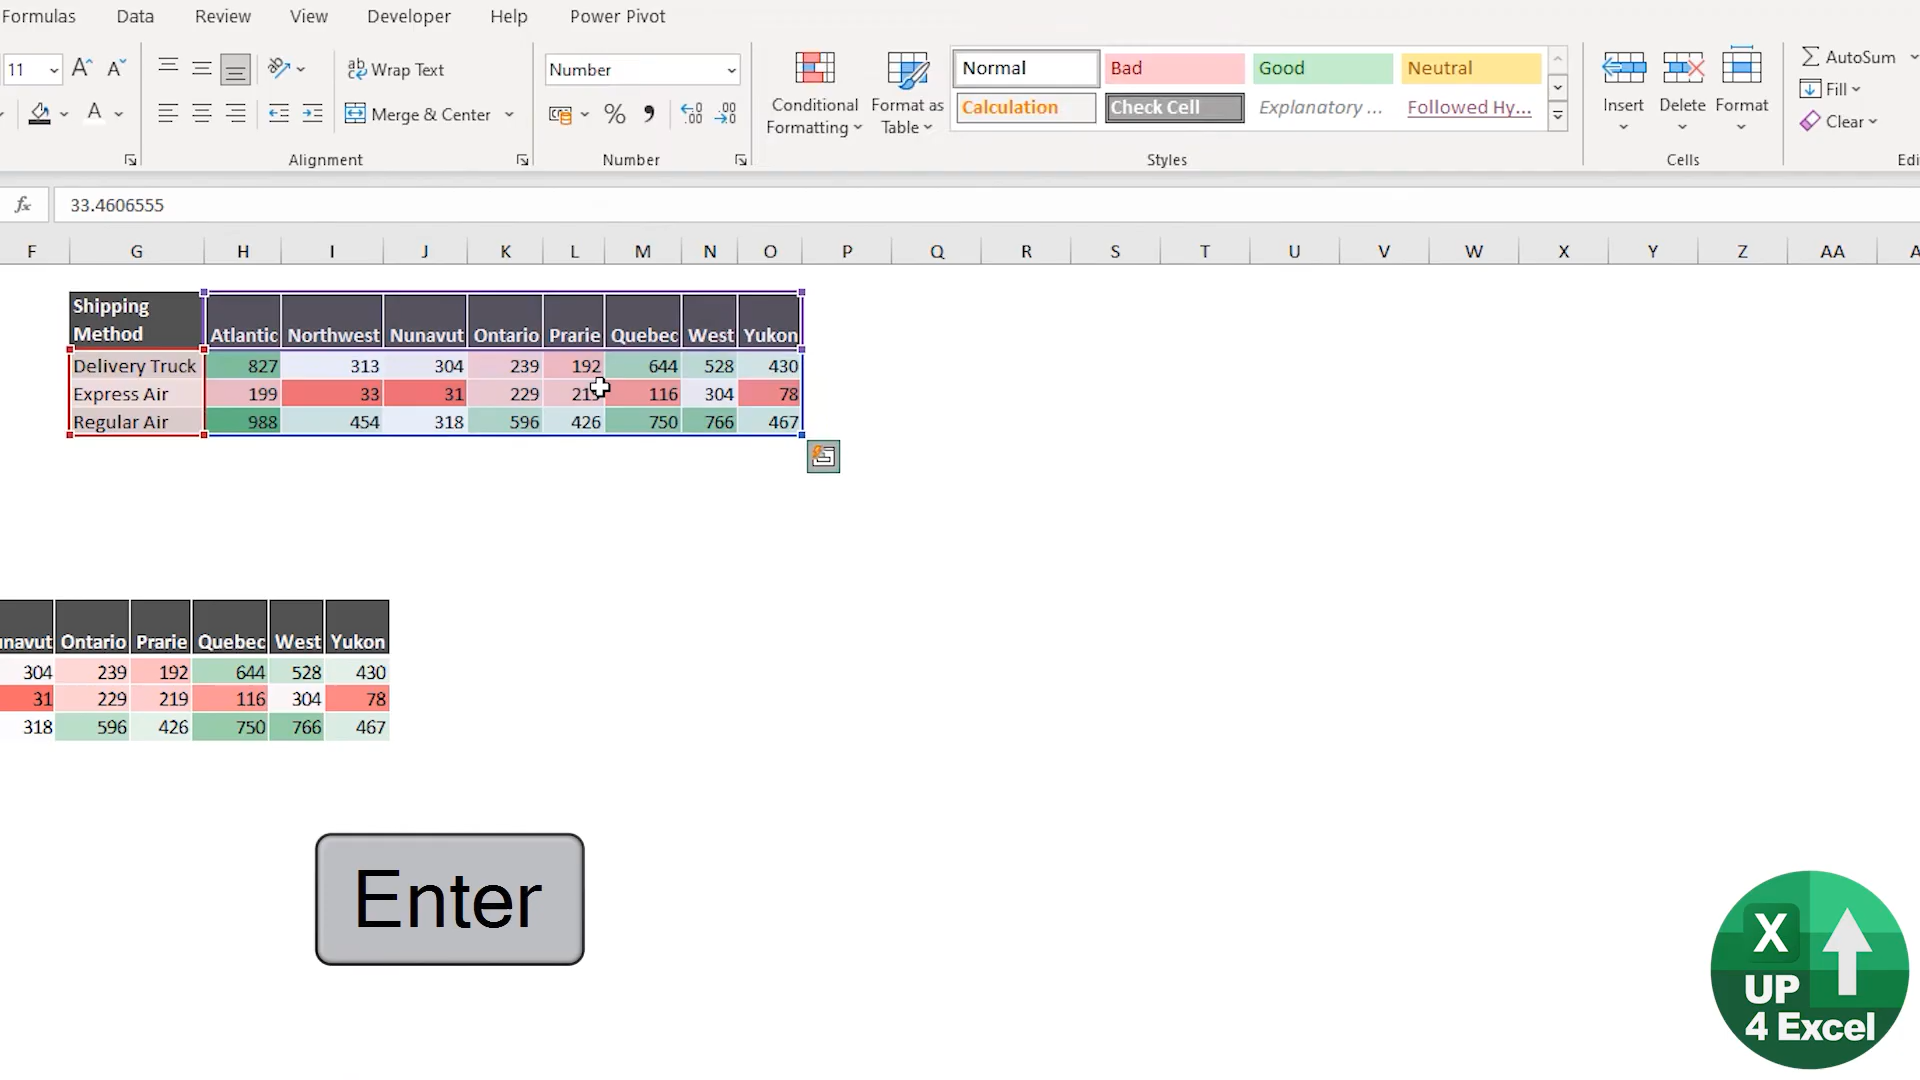 Formulas Data Review View Developer Help Power Pivot
11 A A Wrap Text Number Normal Bad Good Neutral AutoSum
Conditional Formatting Format as Table Insert Delete Format Fill
A Merge & Center % Calculation Check Cell Explanatory ... Followed Hy... Clear
Alignment Number Styles Cells Edi
fx 33.4606555
F G H I J K L M N O P Q R S T U V W X Y Z AA A
Shipping Method Atlantic Northwest Nunavut Ontario Prarie Quebec West Yukon
Delivery Truck 827 313 304 239 192 644 528 430
Express Air 199 33 31 229 219 116 304 78
Regular Air 988 454 318 596 426 750 766 467
unavut Ontario Prarie Quebec West Yukon
304 239 192 644 528 430
31 229 219 116 304 78
318 596 426 750 766 467
Enter
X
UP
4 Excel